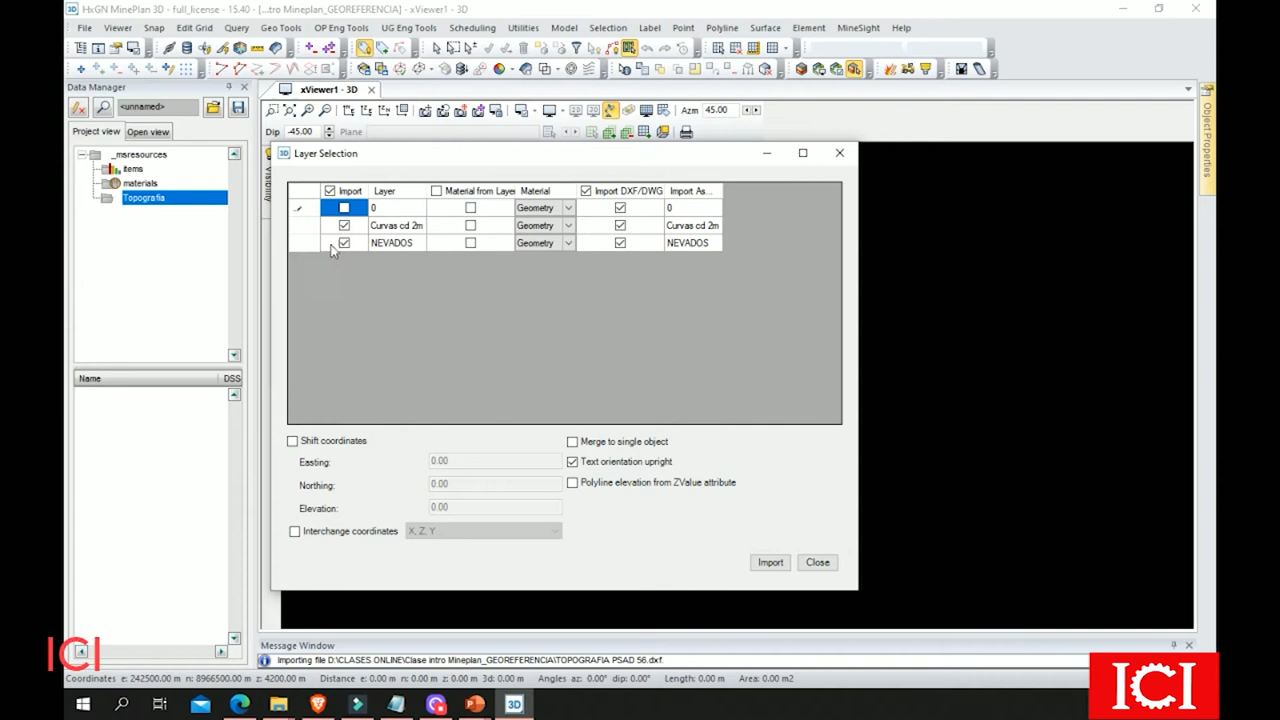 HxGN MinePlan 3D - full_license - 15.40 - [...tro Mineplan_GEOREFERENCIA] - xViewer1 - 3D
File Viewer Snap Edit Grid Query Geo Tools OP Eng Tools UG Eng Tools Scheduling Utilities Model Selection Label Point Polyline Surface Element MineSight Help
Data Manager
<unnamed>
Project view Open view
_msresources
items
materials
Topografia
Name DSS
xViewer1 - 3D
Azm 45.00
Dip -45.00 Plane
Visibility
Object Properties
3D Layer Selection
Import Layer Material from Layer Material Import DXF/DWG Import As...
0 Geometry 0
Curvas cd 2m Geometry Curvas cd 2m
NEVADOS Geometry NEVADOS
Shift coordinates
Easting: 0.00
Northing: 0.00
Elevation: 0.00
Interchange coordinates X, Z, Y
Merge to single object
Text orientation upright
Polyline elevation from ZValue attribute
Import Close
Message Window
Importing file D:\CLASES ONLINE\Clase intro Mineplan_GEOREFERENCIA\TOPOGRAFIA PSAD 56.dxf.
Coordinates e: 242500.00 m n: 8966500.00 m z: 4200.00 m Distance e: 0.00 m n: 0.00 m z: 0.00 m 3d: 0.00 m Angles az: 0.00° dip: 0.00° Length: 0.00 m Area: 0.00 m2
3D
ICI
ICI